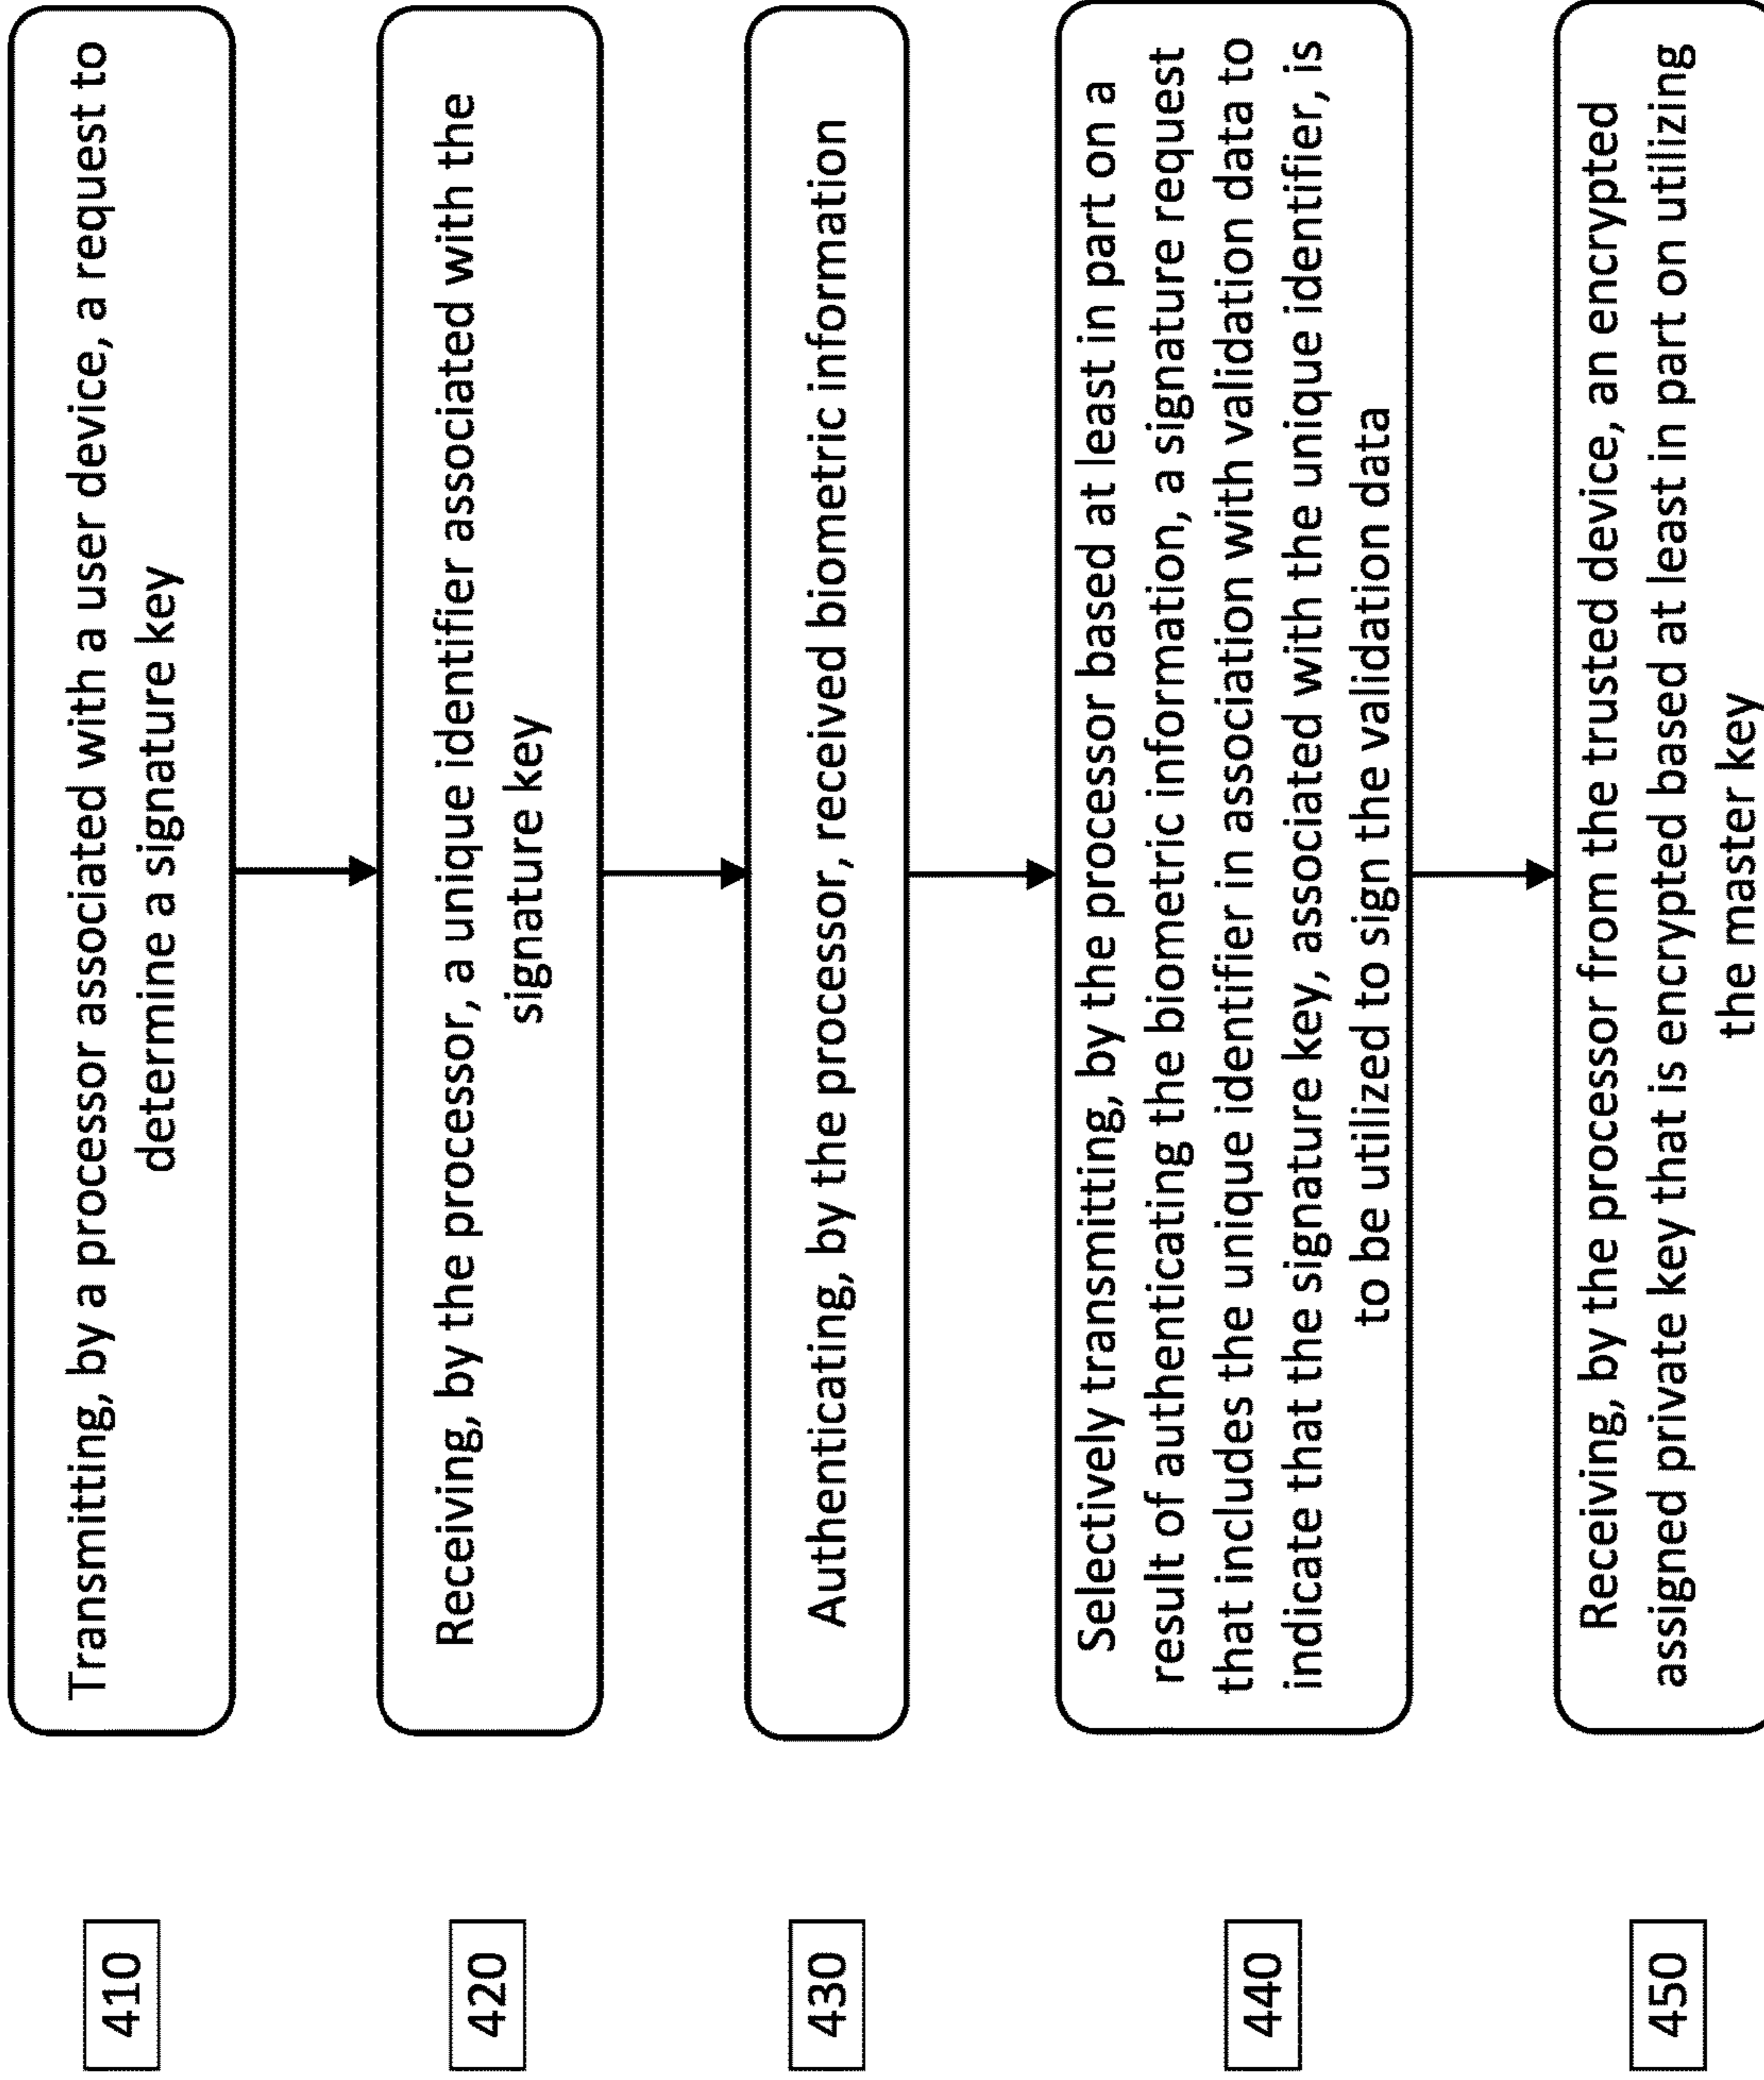 410
Transmitting, by a processor associated with a user device, a request to
determine a signature key
420
Receiving, by the processor, a unique identifier associated with the
signature key
430
Authenticating, by the processor, received biometric information
440
Selectively transmitting, by the processor based at least in part on a
result of authenticating the biometric information, a signature request
that includes the unique identifier in association with validation data to
indicate that the signature key, associated with the unique identifier, is
to be utilized to sign the validation data
450
Receiving, by the processor from the trusted device, an encrypted
assigned private key that is encrypted based at least in part on utilizing
the master key